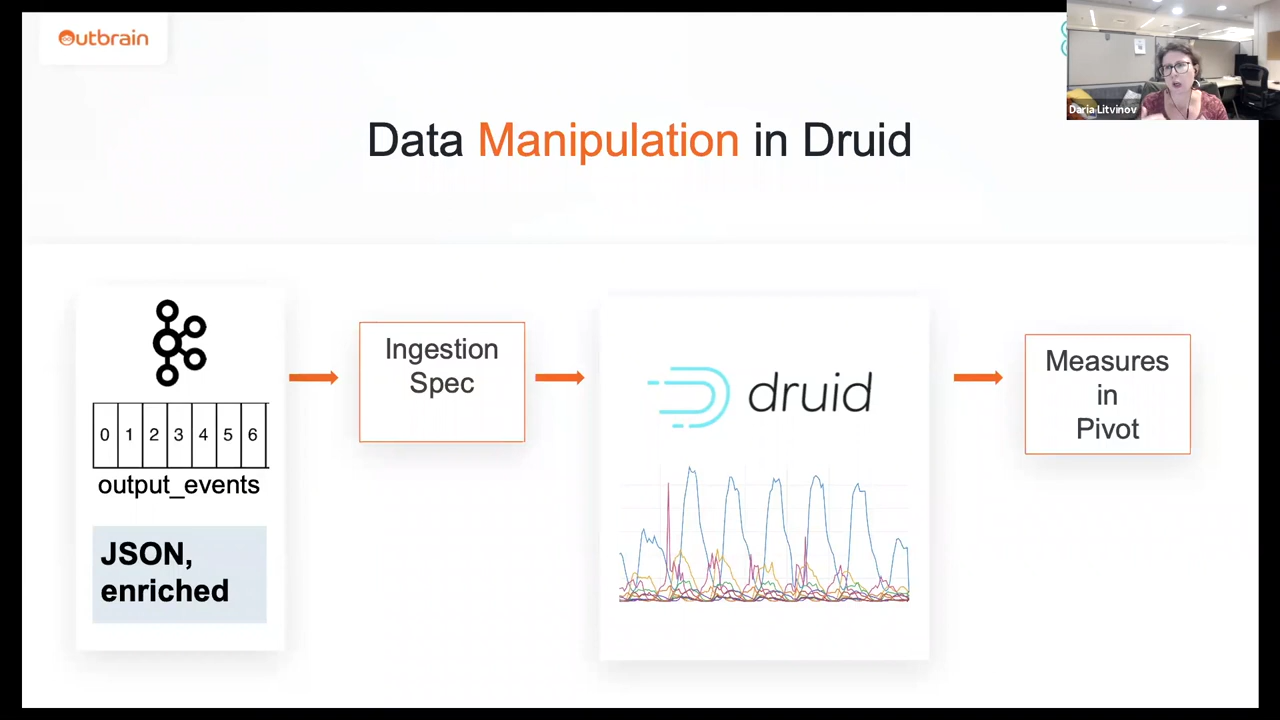 Outbrain
Daria Litvinov
Data Manipulation in Druid
0 1 2 3 4 5 6
output_events
JSON,
enriched
Ingestion
Spec
druid
Measures
in
Pivot